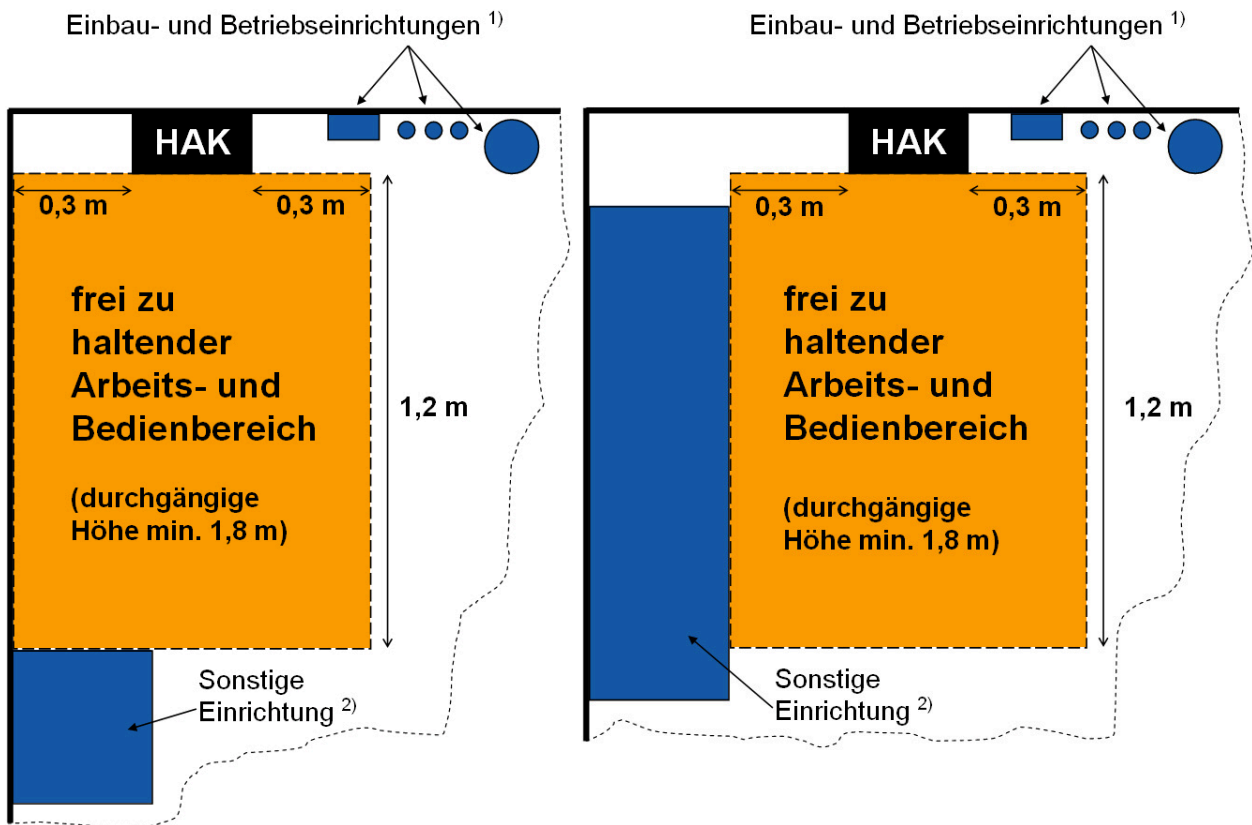 Einbau- und Betriebseinrichtungen 1)
HAK
0,3 m
0,3 m
frei zu
haltender
Arbeits- und
Bedienbereich
(durchgängige
Höhe min. 1,8 m)
1,2 m
Sonstige
Einrichtung 2)
Einbau- und Betriebseinrichtungen 1)
HAK
0,3 m
0,3 m
frei zu
haltender
Arbeits- und
Bedienbereich
(durchgängige
Höhe min. 1,8 m)
1,2 m
Sonstige
Einrichtung 2)